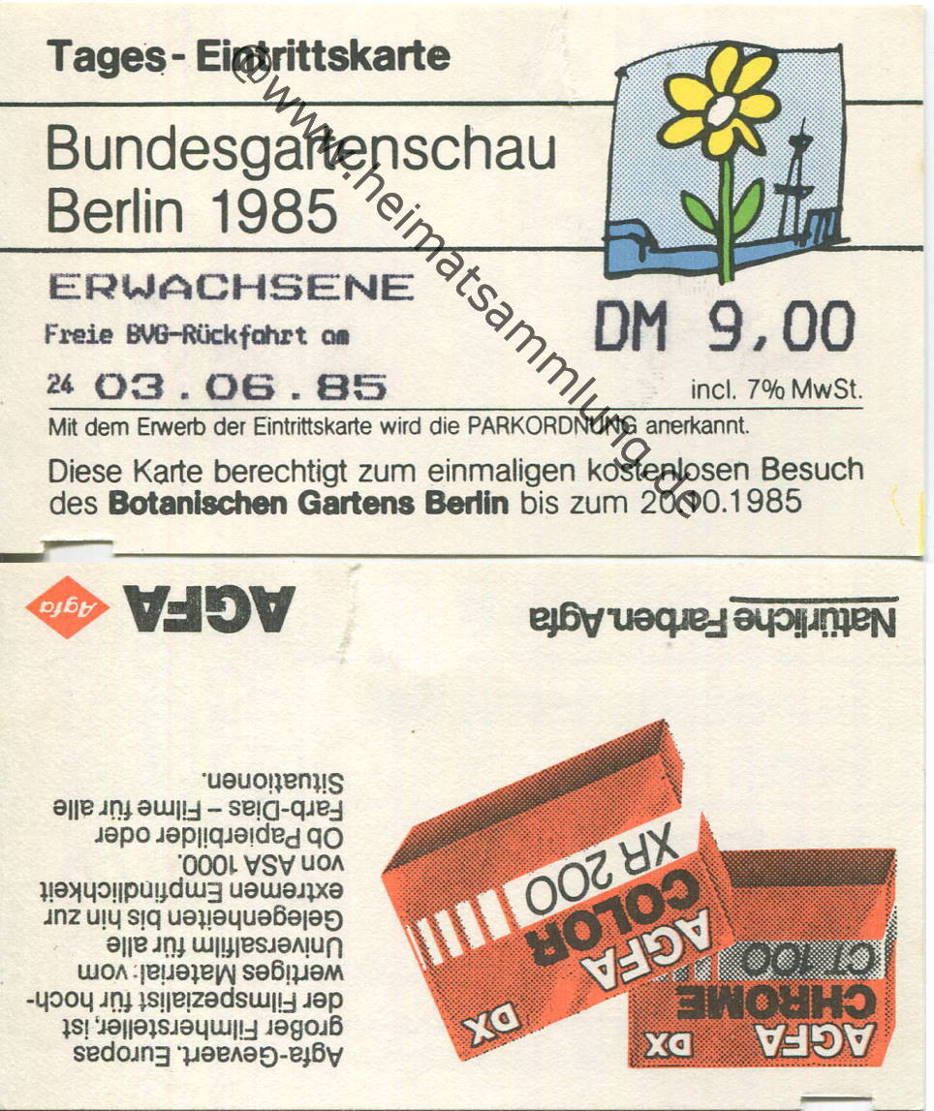 Tages - Eintrittskarte
Bundesgartenschau
Berlin 1985
ERWACHSENE
Freie BVG-Rückfahrt am
24 03.06.85
DM 9,00
incl. 7% MwSt.
Mit dem Erwerb der Eintrittskarte wird die PARKORDNUNG anerkannt.
Diese Karte berechtigt zum einmaligen kostenlosen Besuch
des Botanischen Gartens Berlin bis zum 20.10.1985
@www.heimatsammlung.de
Agfa-Gevaert, Europas
großer Filmhersteller, ist
der Filmspezialist für hoch-
wertiges Material: vom
Universalfilm für alle
Gelegenheiten bis hin zur
extremen Empfindlichkeit
von ASA 1000.
Ob Papierbilder oder
Farb-Dias – Filme für alle
Situationen.
AGFA
CHROME
CT 100
DX
AGFA
COLOR
XR 200
DX
Natürliche Farben. Agfa
AGFA
Agfa